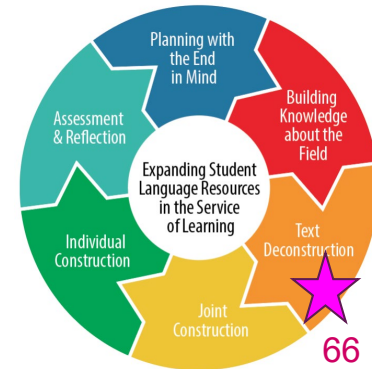 Planning with
the End
in Mind
Building
Knowledge
about the
Field
Text
Deconstruction
Joint
Construction
Individual
Construction
Assessment
& Reflection
Expanding Student
Language Resources
in the Service
of Learning
66